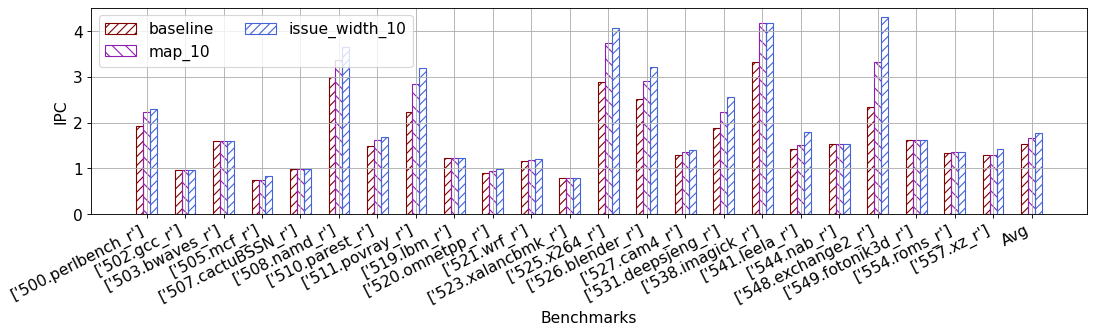 baseline
map_10
issue_width_10
IPC
4
3
2
1
0
['500.perlbench_r']
['502.gcc_r']
['503.bwaves_r']
['505.mcf_r']
['507.cactuBSSN_r']
['508.namd_r']
['510.parest_r']
['511.povray_r']
['519.lbm_r']
['520.omnetpp_r']
['521.wrf_r']
['523.xalancbmk_r']
['525.x264_r']
['526.blender_r']
['527.cam4_r']
['531.deepsjeng_r']
['538.imagick_r']
['541.leela_r']
['544.nab_r']
['548.exchange2_r']
['549.fotonik3d_r']
['554.roms_r']
['557.xz_r']
Avg
Benchmarks